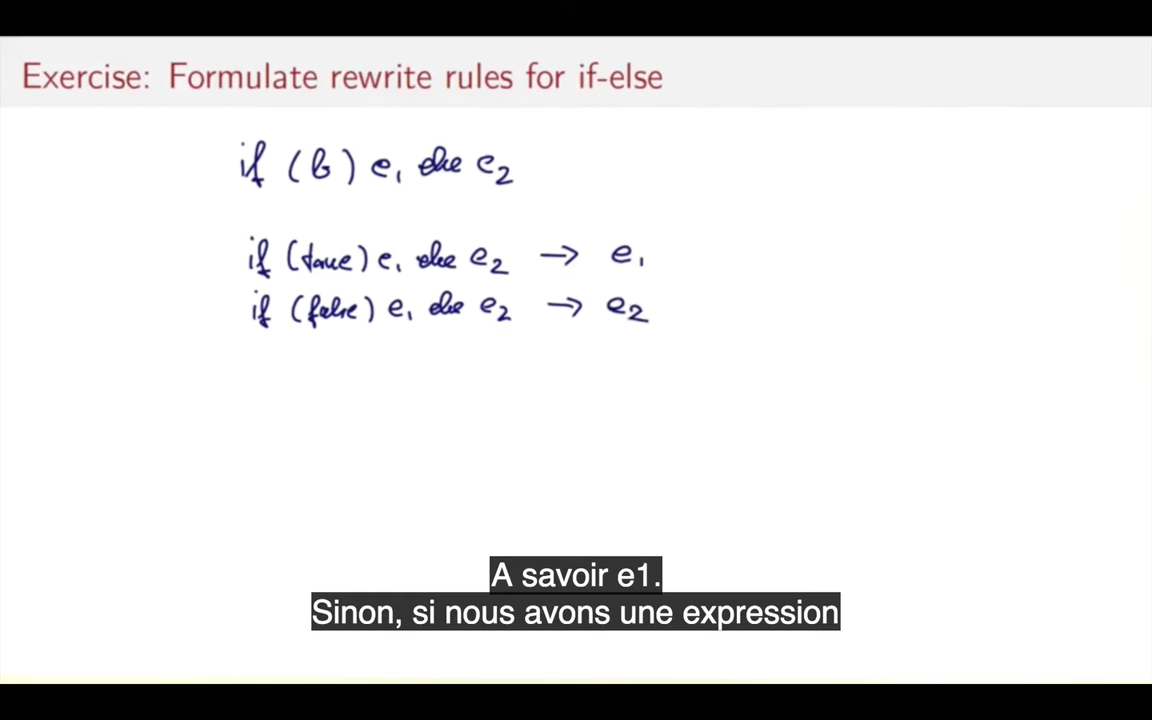 Exercise: Formulate rewrite rules for if-else
if (b) e₁ else e₂
if (true) e₁ else e₂ → e₁
if (false) e₁ else e₂ → e₂
A savoir e1.
Sinon, si nous avons une expression